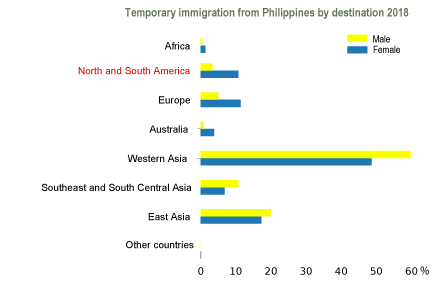 Temporary immigration from Philippines by destination 2018
Male
Female
Africa
North and South America
Europe
Australia
Western Asia
Southeast and South Central Asia
East Asia
Other countries
0 10 20 30 40 50 60 %